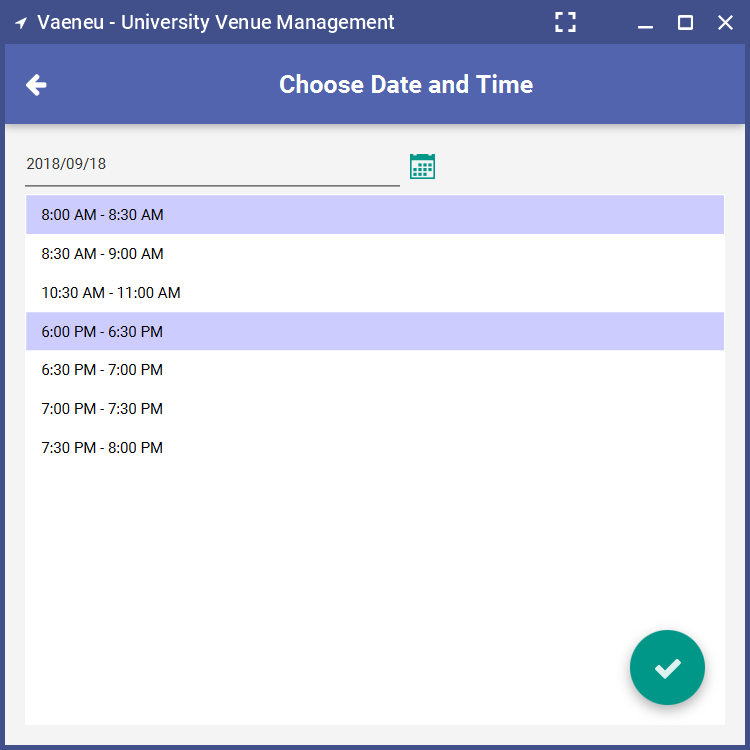 Vaeneu - University Venue Management
Choose Date and Time
2018/09/18
8:00 AM - 8:30 AM
8:30 AM - 9:00 AM
10:30 AM - 11:00 AM
6:00 PM - 6:30 PM
6:30 PM - 7:00 PM
7:00 PM - 7:30 PM
7:30 PM - 8:00 PM